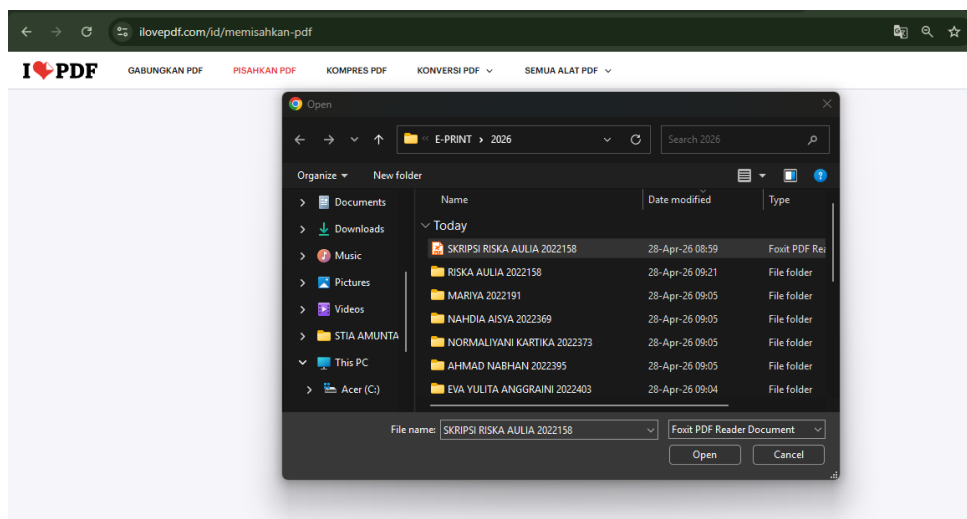 ilovepdf.com/id/memisahkan-pdf
I PDF GABUNGKAN PDF PISAHKAN PDF KOMPRES PDF KONVERSI PDF SEMUA ALAT PDF
Open
« E-PRINT > 2026 Search 2026
Organize New folder
Name Date modified Type
Documents
Today
Downloads
SKRIPSI RISKA AULIA 2022158 28-Apr-26 08:59 Foxit PDF Rea
Music
RISKA AULIA 2022158 28-Apr-26 09:21 File folder
Pictures
MARIYA 2022191 28-Apr-26 09:05 File folder
Videos
NAHDIA AISYA 2022369 28-Apr-26 09:05 File folder
STIA AMUNTA
NORMALIYANI KARTIKA 2022373 28-Apr-26 09:05 File folder
This PC
AHMAD NABHAN 2022395 28-Apr-26 09:05 File folder
Acer (C:)
EVA YULITA ANGGRAINI 2022403 28-Apr-26 09:04 File folder
File name: SKRIPSI RISKA AULIA 2022158 Foxit PDF Reader Document
Open Cancel